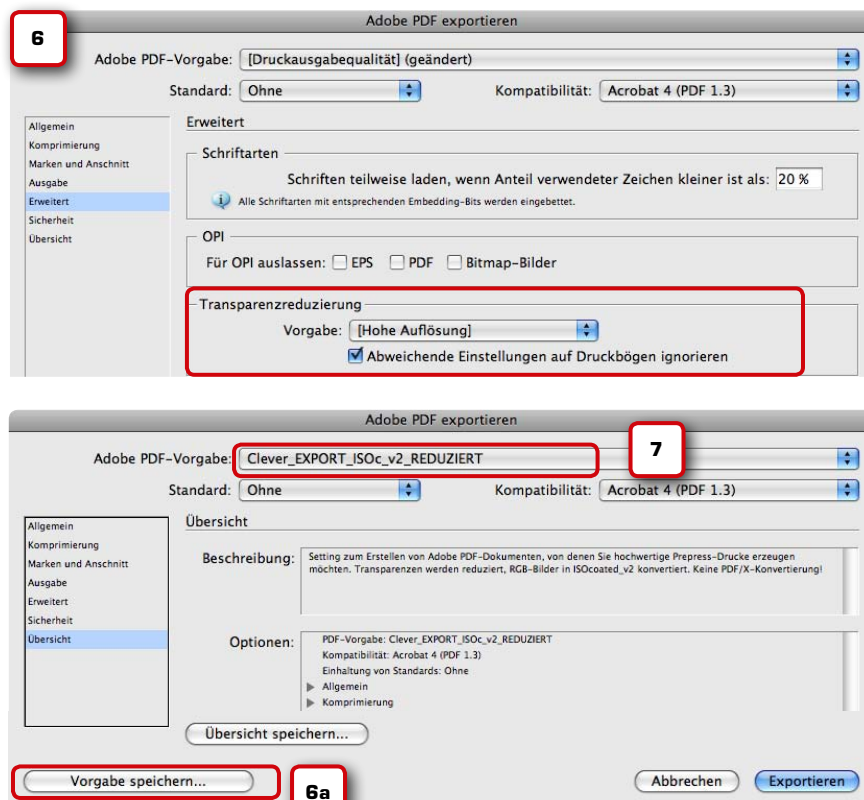 Adobe PDF exportieren
6
Adobe PDF-Vorgabe: [Druckausgabequalität] (geändert)
Standard: Ohne Kompatibilität: Acrobat 4 (PDF 1.3)
Allgemein
Komprimierung
Marken und Anschnitt
Ausgabe
Erweitert
Sicherheit
Übersicht
Erweitert
Schriftarten
Schriften teilweise laden, wenn Anteil verwendeter Zeichen kleiner ist als: 20 %
Alle Schriftarten mit entsprechenden Embedding-Bits werden eingebettet.
OPI
Für OPI auslassen: EPS PDF Bitmap-Bilder
Transparenzreduzierung
Vorgabe: [Hohe Auflösung]
Abweichende Einstellungen auf Druckbögen ignorieren
Adobe PDF exportieren
Adobe PDF-Vorgabe: Clever_EXPORT_ISOc_v2_REDUZIERT
7
Standard: Ohne Kompatibilität: Acrobat 4 (PDF 1.3)
Allgemein
Komprimierung
Marken und Anschnitt
Ausgabe
Erweitert
Sicherheit
Übersicht
Übersicht
Beschreibung: Setting zum Erstellen von Adobe PDF-Dokumenten, von denen Sie hochwertige Prepress-Drucke erzeugen
möchten. Transparenzen werden reduziert, RGB-Bilder in ISOcoated_v2 konvertiert. Keine PDF/X-Konvertierung!
Optionen: PDF-Vorgabe: Clever_EXPORT_ISOc_v2_REDUZIERT
Kompatibilität: Acrobat 4 (PDF 1.3)
Einhaltung von Standards: Ohne
Allgemein
Komprimierung
Übersicht speichern...
Vorgabe speichern...
6a
Abbrechen Exportieren